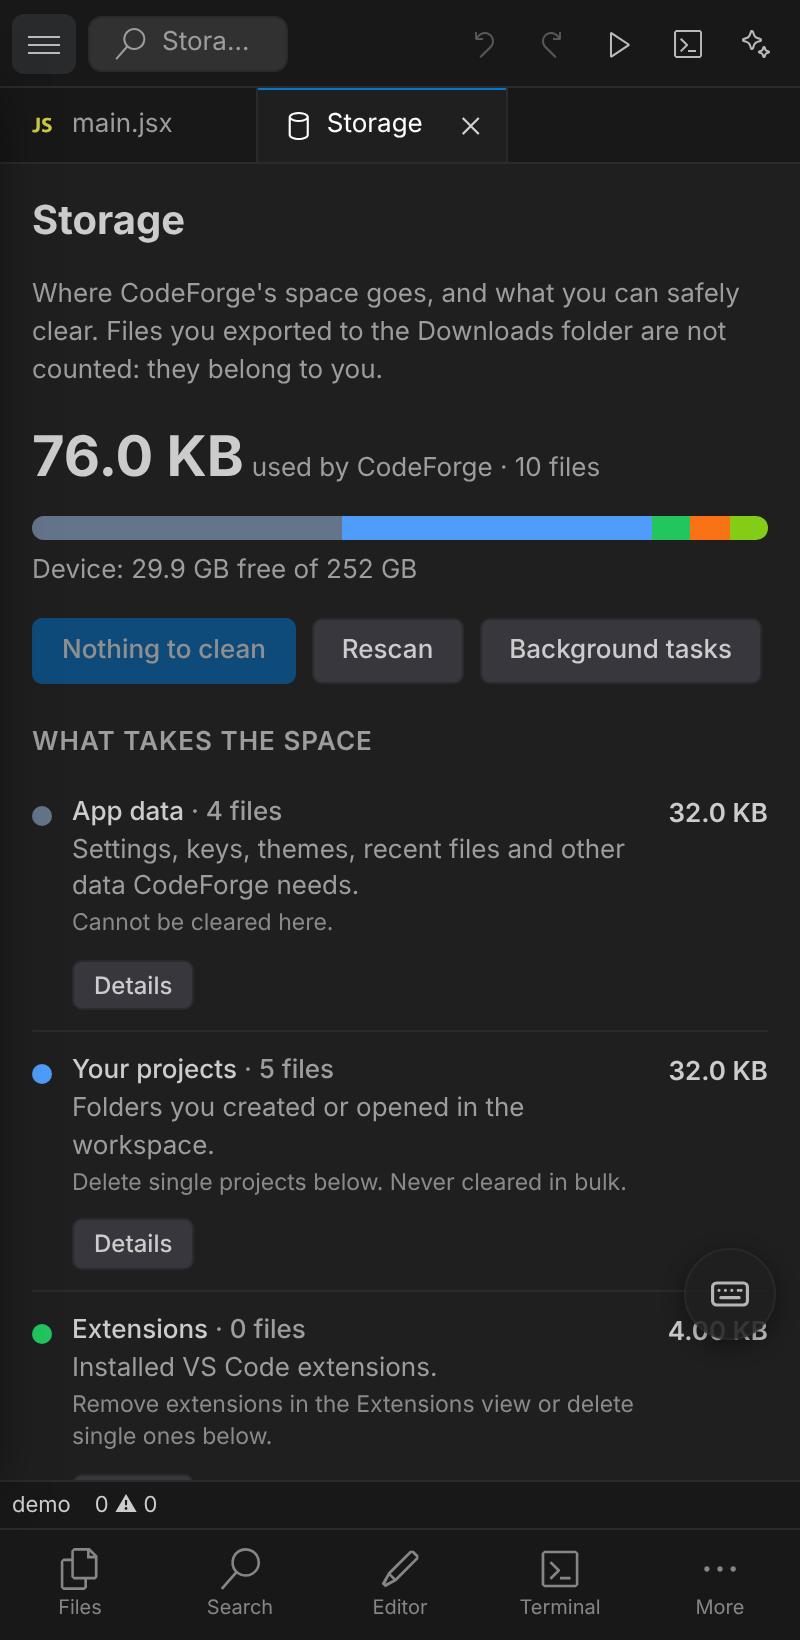 Stora...
JS main.jsx
Storage
Storage
Where CodeForge's space goes, and what you can safely
clear. Files you exported to the Downloads folder are not
counted: they belong to you.
76.0 KB used by CodeForge · 10 files
Device: 29.9 GB free of 252 GB
Nothing to clean
Rescan
Background tasks
WHAT TAKES THE SPACE
App data · 4 files
32.0 KB
Settings, keys, themes, recent files and other
data CodeForge needs.
Cannot be cleared here.
Details
Your projects · 5 files
32.0 KB
Folders you created or opened in the
workspace.
Delete single projects below. Never cleared in bulk.
Details
Extensions · 0 files
4.00 KB
Installed VS Code extensions.
Remove extensions in the Extensions view or delete
single ones below.
demo 0 0
Files
Search
Editor
Terminal
More